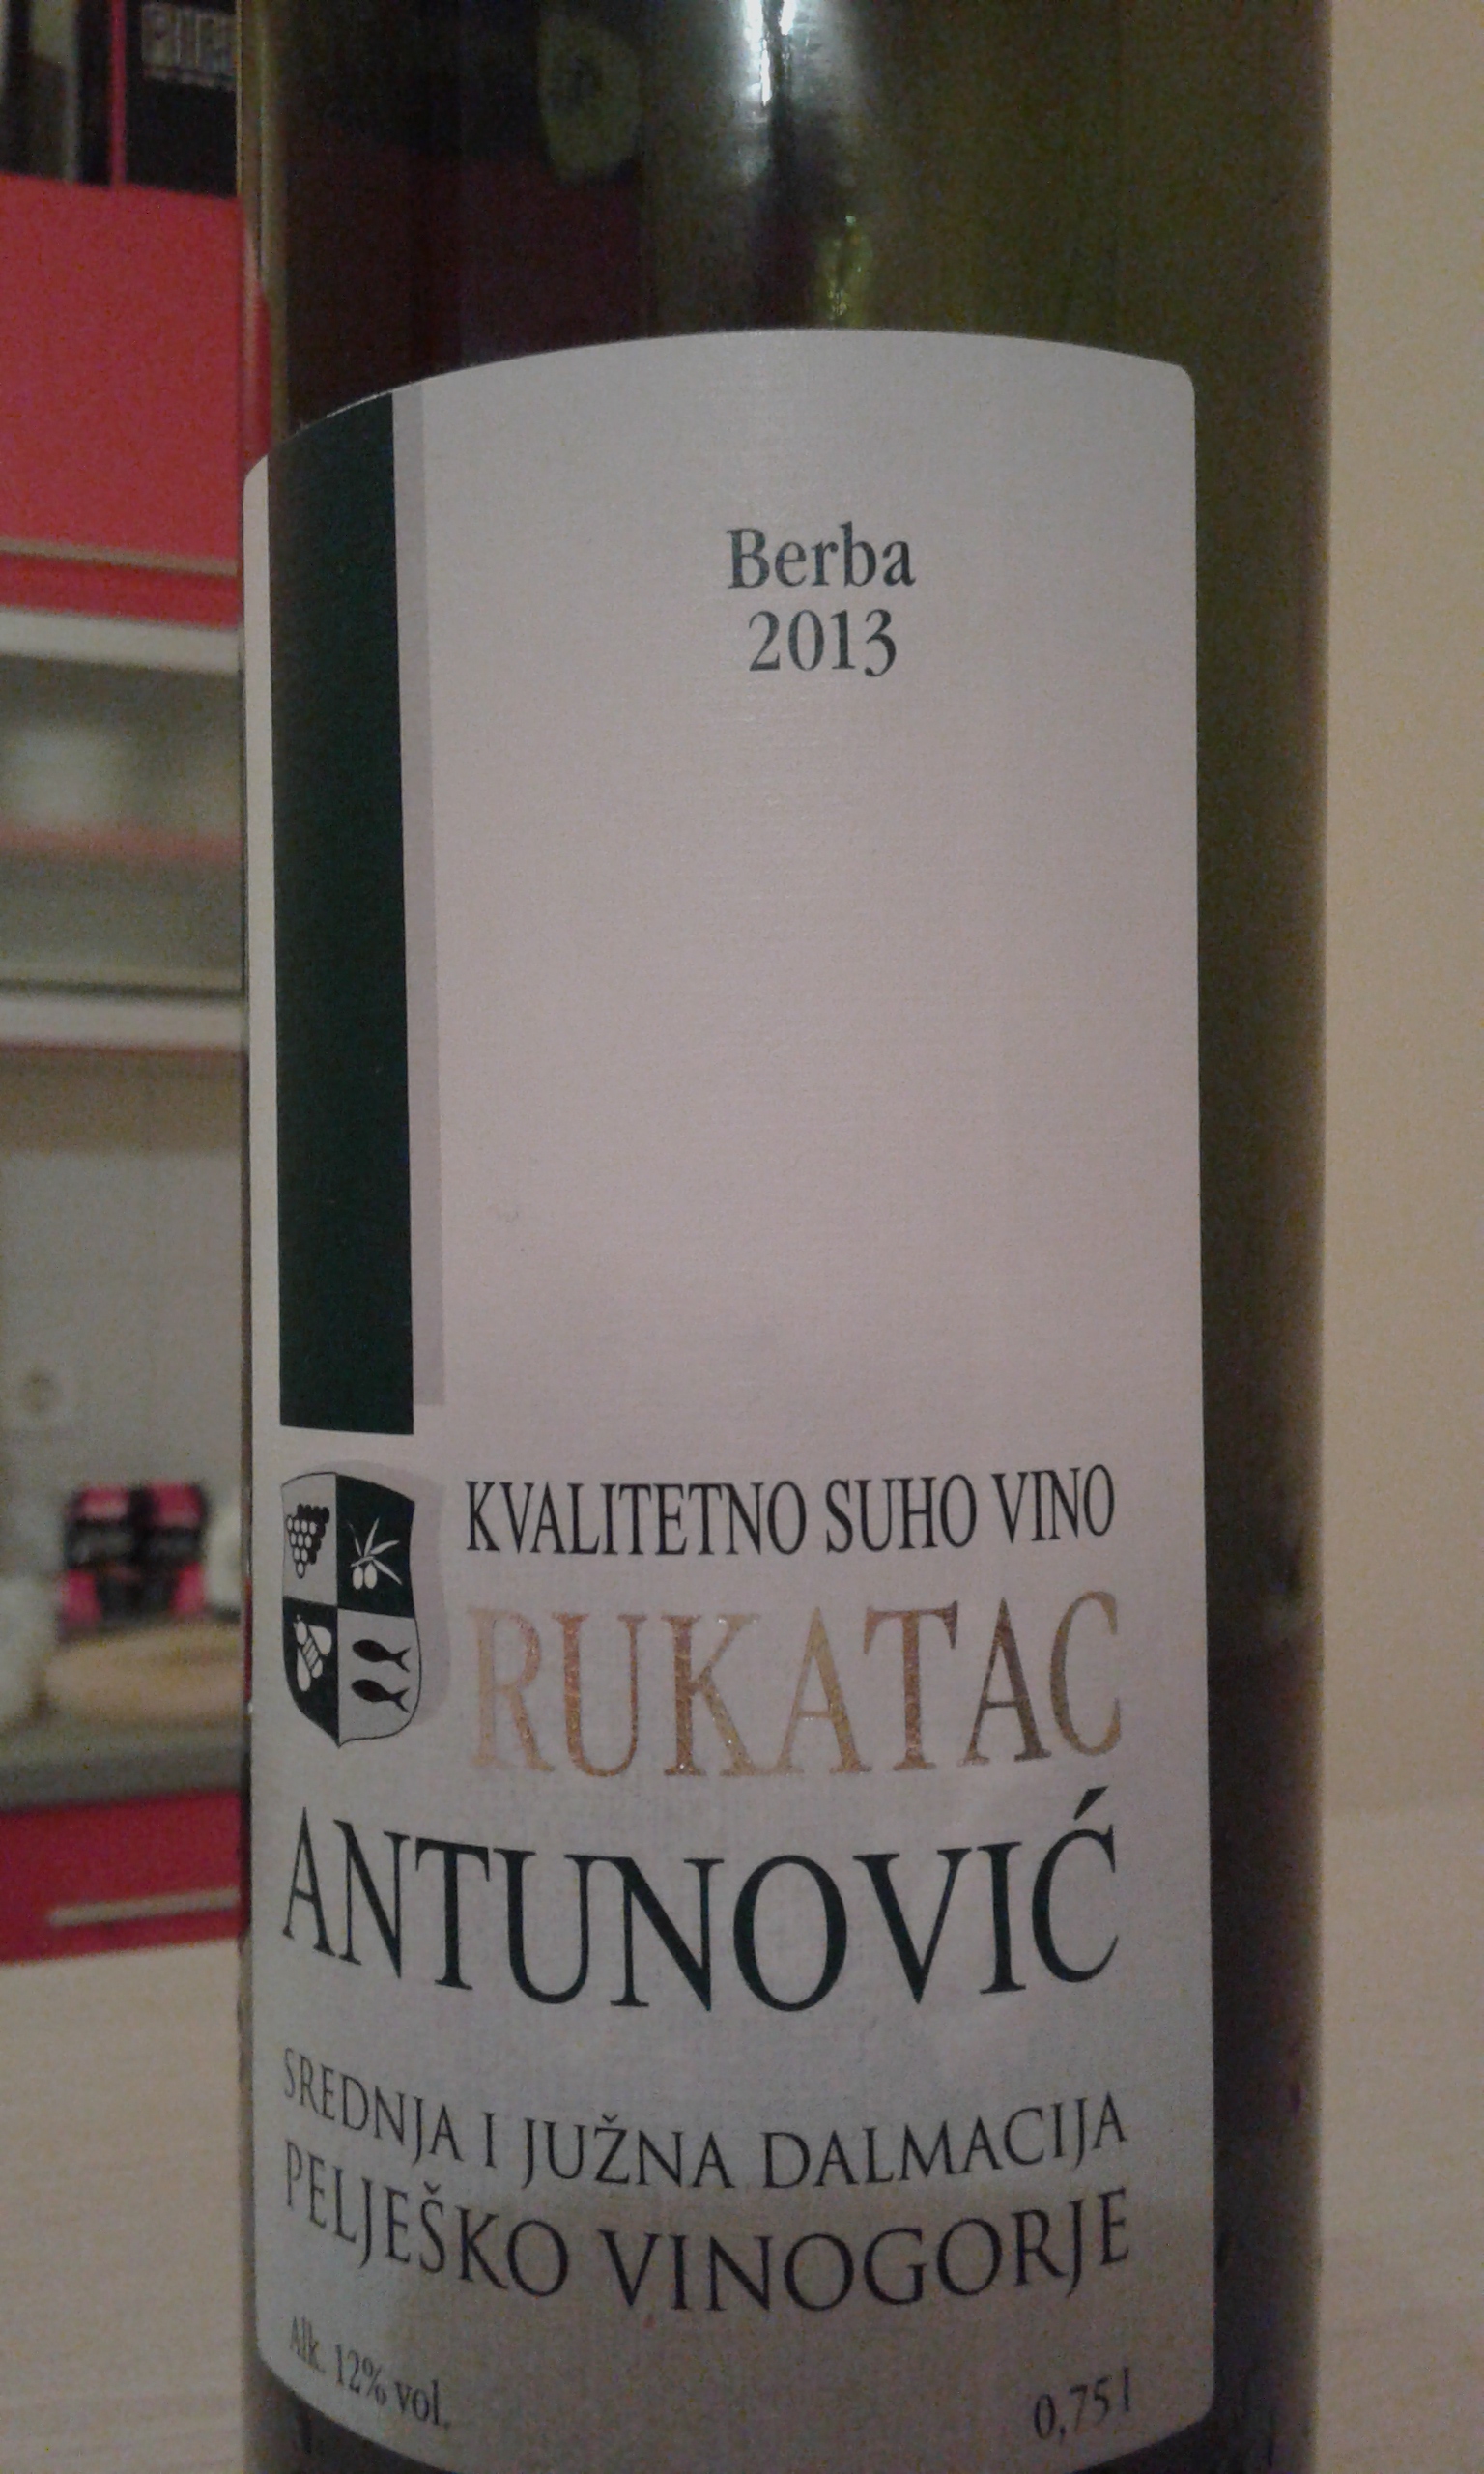 Berba
2013
KVALITETNO SUHO VINO
RUKATAC
ANTUNOVIĆ
SREDNJA I JUŽNA DALMACIJA
PELJEŠKO VINOGORJE
Alk. 12% vol.
0,75 l